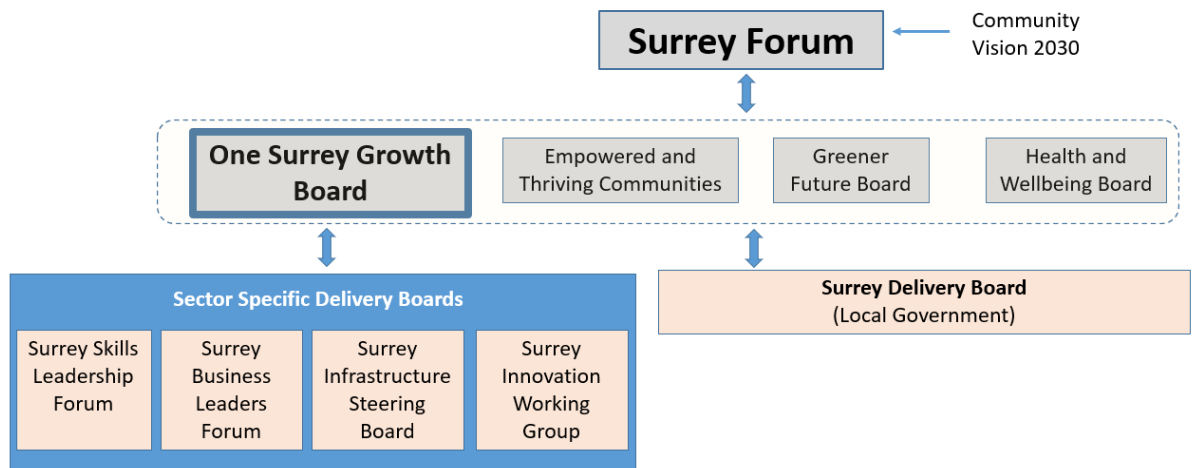 Surrey Forum
Community
Vision 2030
One Surrey Growth
Board
Empowered and
Thriving Communities
Greener
Future Board
Health and
Wellbeing Board
Sector Specific Delivery Boards
Surrey Skills
Leadership
Forum
Surrey
Business
Leaders
Forum
Surrey
Infrastructure
Steering
Board
Surrey
Innovation
Working
Group
Surrey Delivery Board
(Local Government)